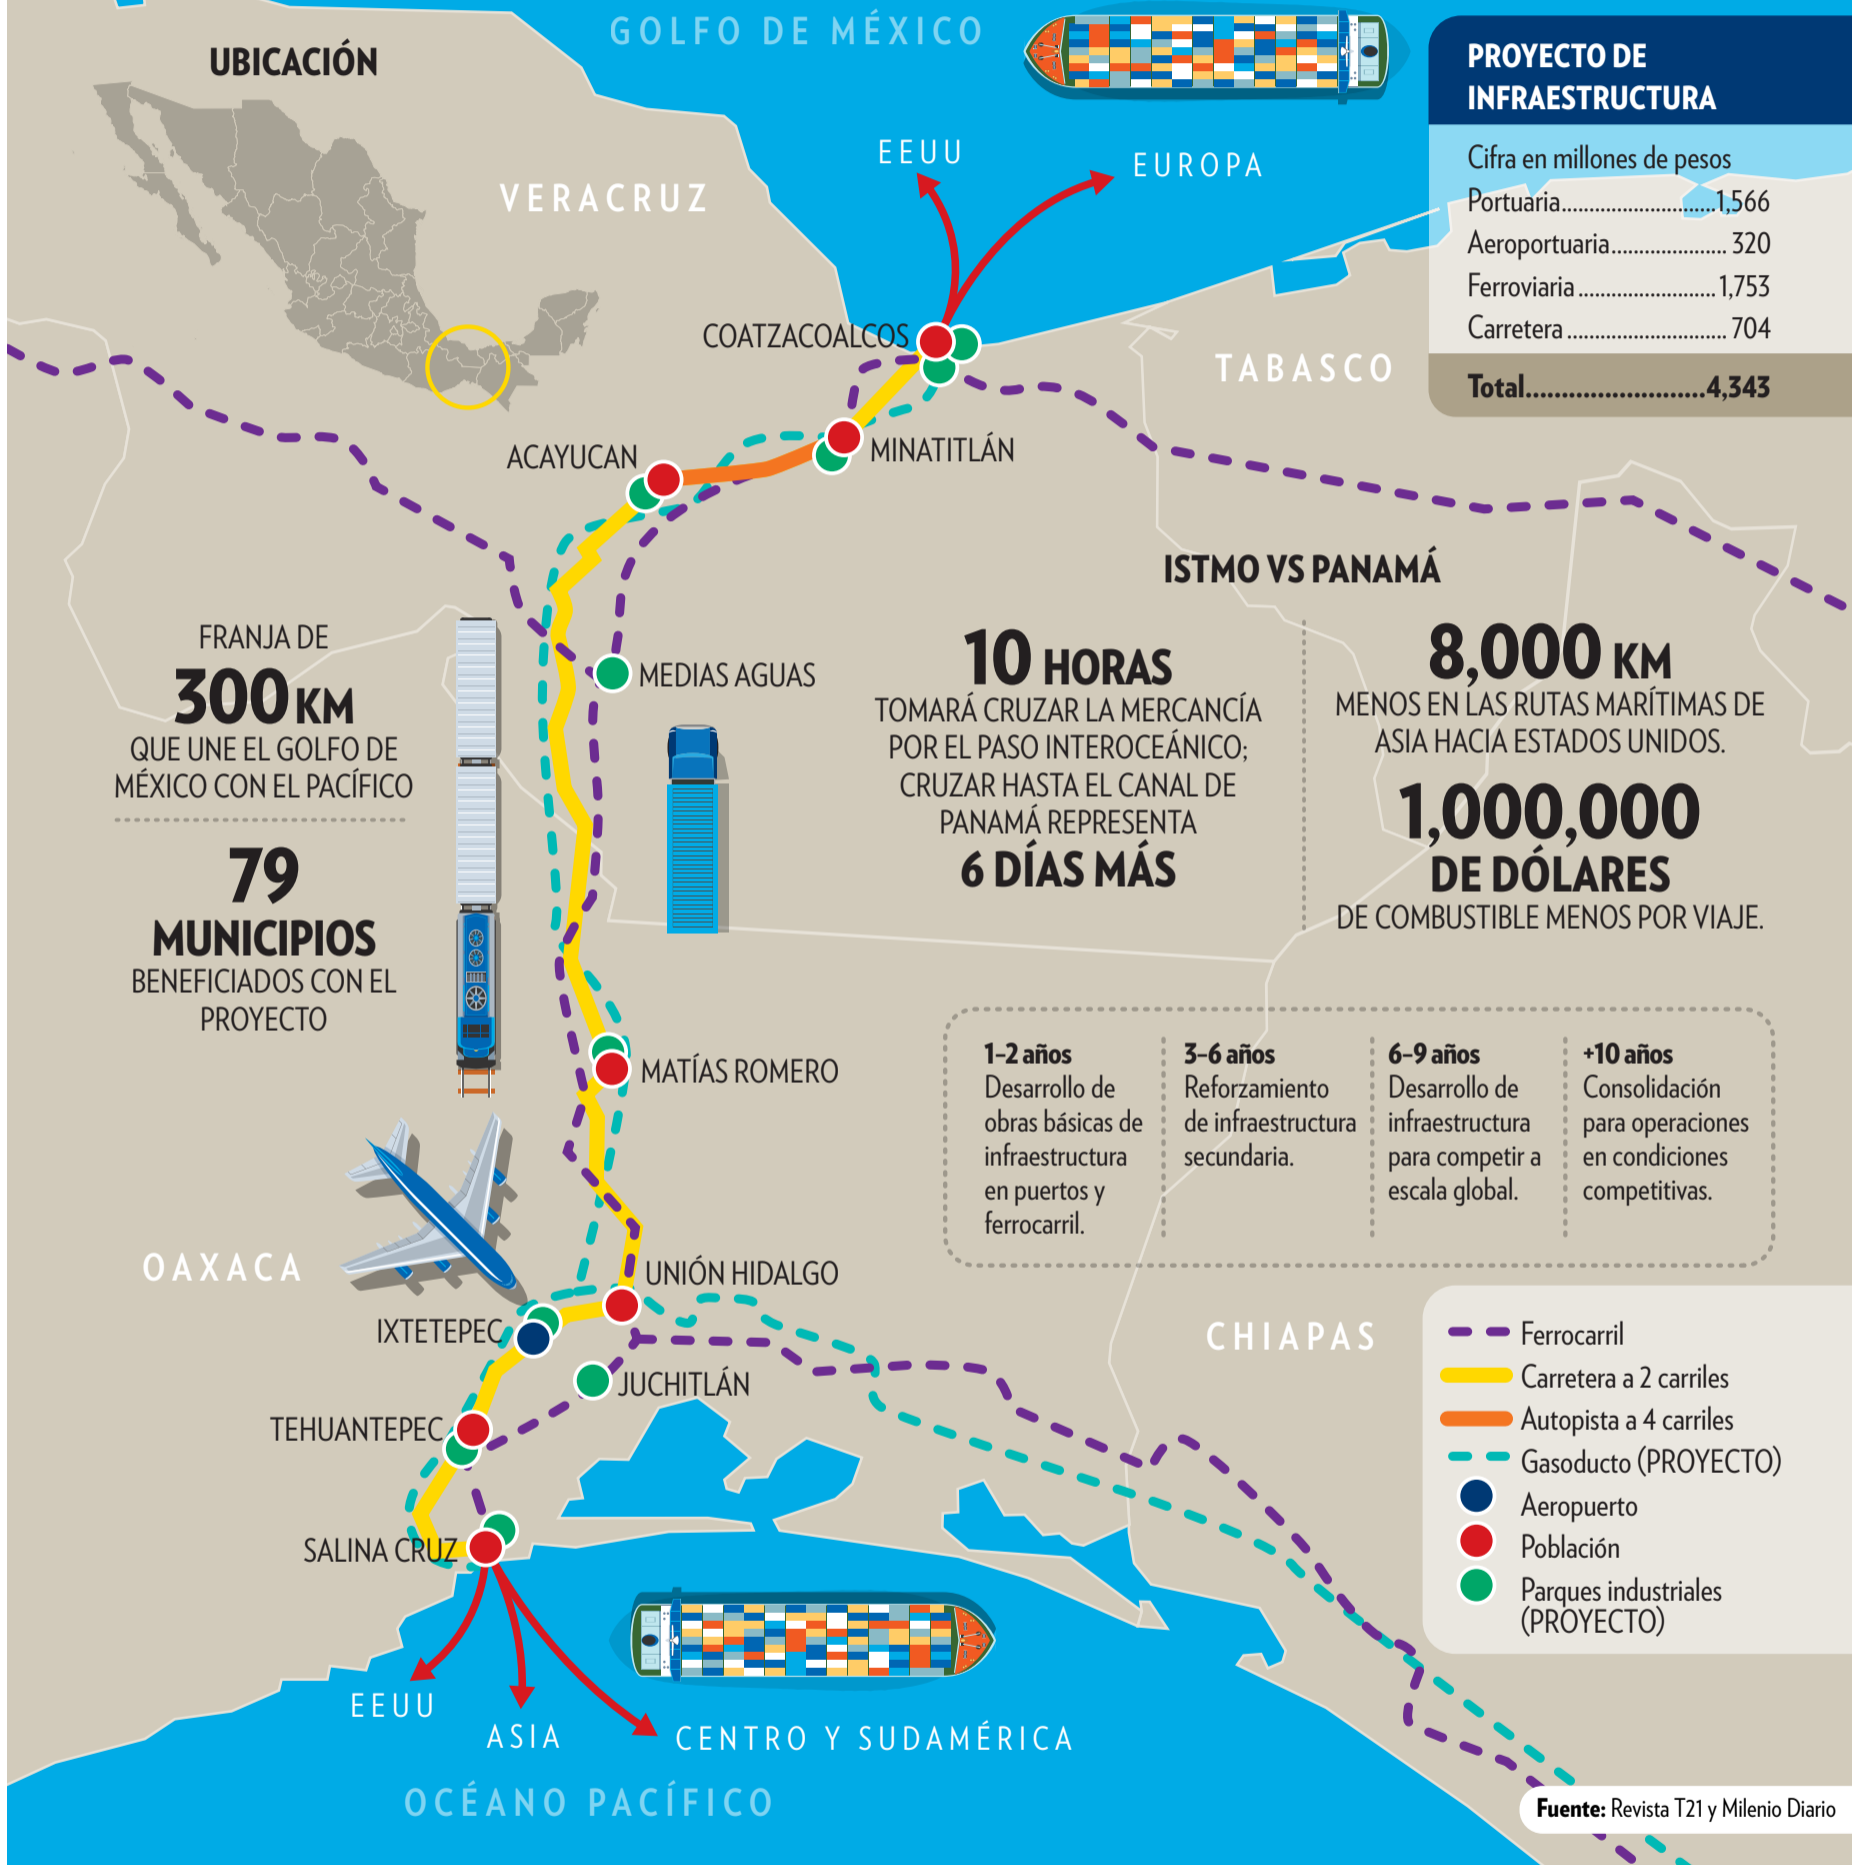 GOLFO DE MÉXICO
UBICACIÓN
PROYECTO DE
INFRAESTRUCTURA
Cifra en millones de pesos
Portuaria..........................1,566
Aeroportuaria.................... 320
Ferroviaria ........................ 1,753
Carretera ............................ 704
Total.........................4,343
EEUU
EUROPA
VERACRUZ
COATZACOALCOS
TABASCO
ACAYUCAN
MINATITLÁN
FRANJA DE
300 KM
QUE UNE EL GOLFO DE
MÉXICO CON EL PACÍFICO
79
MUNICIPIOS
BENEFICIADOS CON EL
PROYECTO
MEDIAS AGUAS
ISTMO VS PANAMÁ
10 HORAS
TOMARÁ CRUZAR LA MERCANCÍA
POR EL PASO INTEROCEÁNICO;
CRUZAR HASTA EL CANAL DE
PANAMÁ REPRESENTA
6 DÍAS MÁS
8,000 KM
MENOS EN LAS RUTAS MARÍTIMAS DE
ASIA HACIA ESTADOS UNIDOS.
1,000,000
DE DÓLARES
DE COMBUSTIBLE MENOS POR VIAJE.
MATÍAS ROMERO
1-2 años
Desarrollo de
obras básicas de
infraestructura
en puertos y
ferrocarril.
3-6 años
Reforzamiento
de infraestructura
secundaria.
6-9 años
Desarrollo de
infraestructura
para competir a
escala global.
+10 años
Consolidación
para operaciones
en condiciones
competitivas.
OAXACA
UNIÓN HIDALGO
IXTETEPEC
JUCHITLÁN
CHIAPAS
TEHUANTEPEC
SALINA CRUZ
Ferrocarril
Carretera a 2 carriles
Autopista a 4 carriles
Gasoducto (PROYECTO)
Aeropuerto
Población
Parques industriales
(PROYECTO)
EEUU
ASIA
CENTRO Y SUDAMÉRICA
OCÉANO PACÍFICO
Fuente: Revista T21 y Milenio Diario